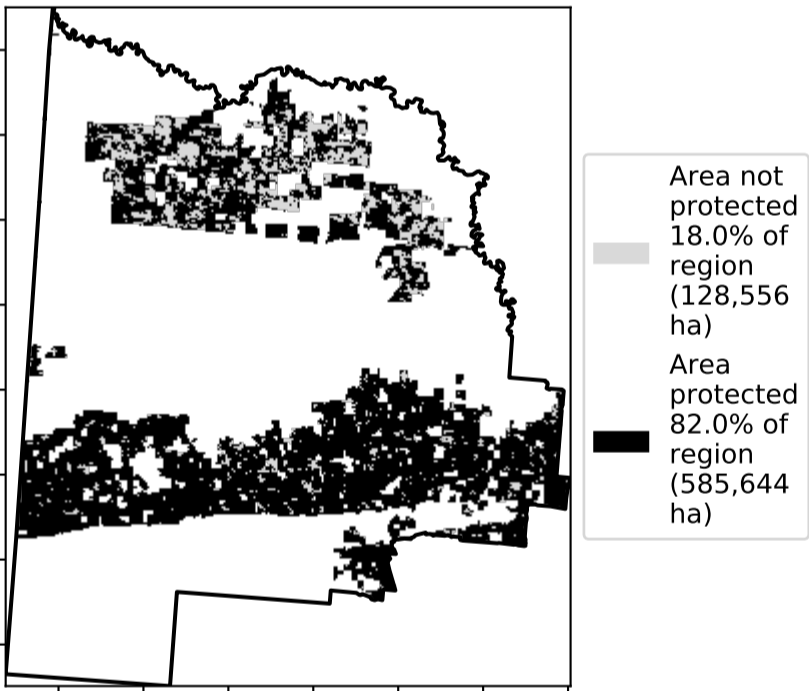 Area not
protected
18.0% of
region
(128,556
ha)
Area
protected
82.0% of
region
(585,644
ha)